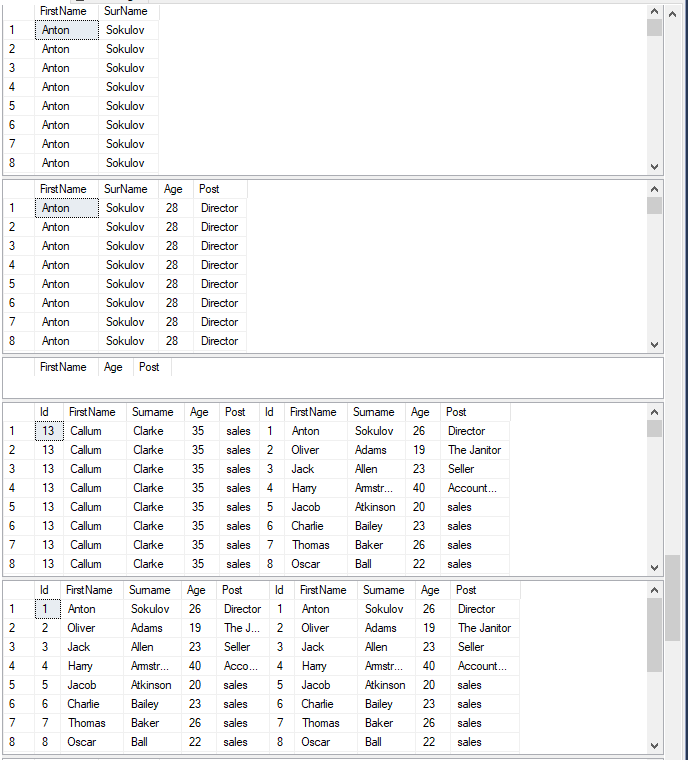 FirstName SurName
1 Anton Sokulov
2 Anton Sokulov
3 Anton Sokulov
4 Anton Sokulov
5 Anton Sokulov
6 Anton Sokulov
7 Anton Sokulov
8 Anton Sokulov
FirstName SurName Age Post
1 Anton Sokulov 28 Director
2 Anton Sokulov 28 Director
3 Anton Sokulov 28 Director
4 Anton Sokulov 28 Director
5 Anton Sokulov 28 Director
6 Anton Sokulov 28 Director
7 Anton Sokulov 28 Director
8 Anton Sokulov 28 Director
FirstName Age Post
Id FirstName Surname Age Post Id FirstName Surname Age Post
1 13 Callum Clarke 35 sales 1 Anton Sokulov 26 Director
2 13 Callum Clarke 35 sales 2 Oliver Adams 19 The Janitor
3 13 Callum Clarke 35 sales 3 Jack Allen 23 Seller
4 13 Callum Clarke 35 sales 4 Harry Armstr... 40 Account...
5 13 Callum Clarke 35 sales 5 Jacob Atkinson 20 sales
6 13 Callum Clarke 35 sales 6 Charlie Bailey 23 sales
7 13 Callum Clarke 35 sales 7 Thomas Baker 26 sales
8 13 Callum Clarke 35 sales 8 Oscar Ball 22 sales
Id FirstName Surname Age Post Id FirstName Surname Age Post
1 1 Anton Sokulov 26 Director 1 Anton Sokulov 26 Director
2 2 Oliver Adams 19 The J... 2 Oliver Adams 19 The Janitor
3 3 Jack Allen 23 Seller 3 Jack Allen 23 Seller
4 4 Harry Armstr... 40 Acco... 4 Harry Armstr... 40 Account...
5 5 Jacob Atkinson 20 sales 5 Jacob Atkinson 20 sales
6 6 Charlie Bailey 23 sales 6 Charlie Bailey 23 sales
7 7 Thomas Baker 26 sales 7 Thomas Baker 26 sales
8 8 Oscar Ball 22 sales 8 Oscar Ball 22 sales